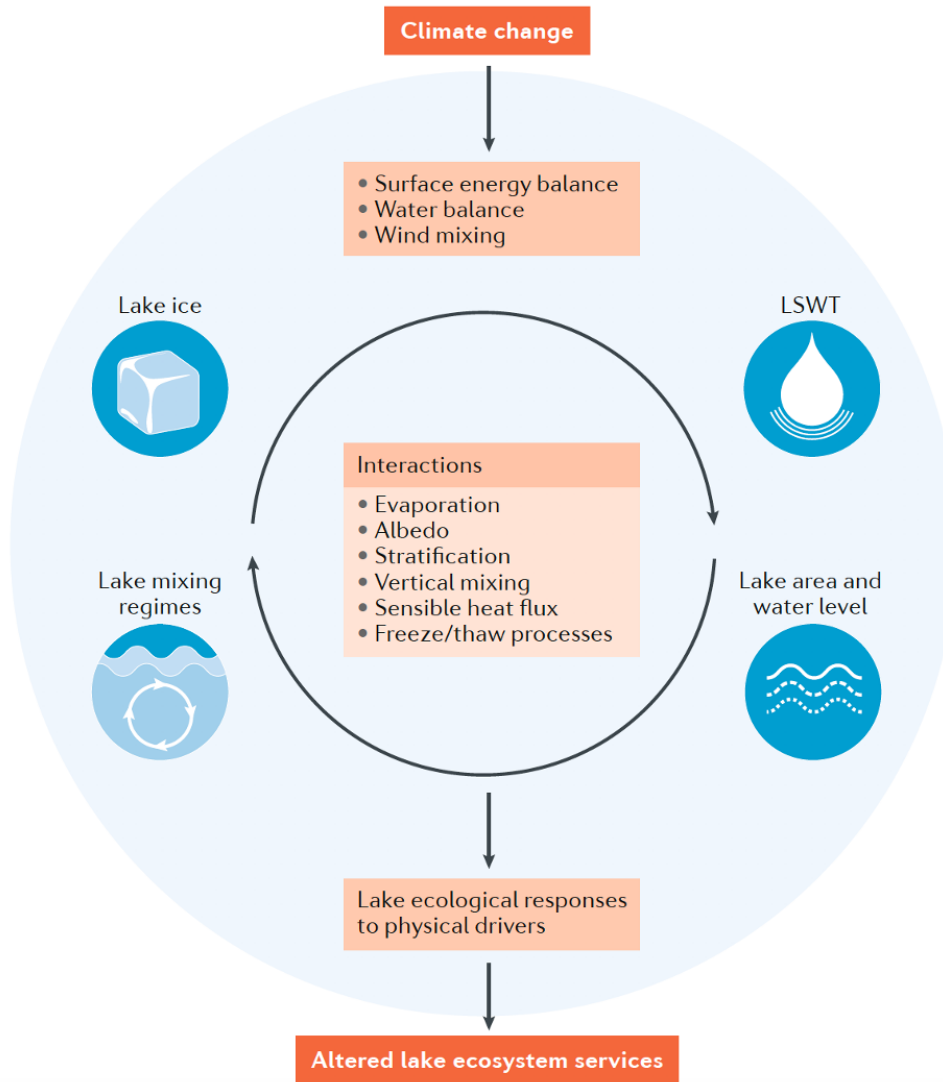 Climate change
• Surface energy balance
• Water balance
• Wind mixing
Lake ice
LSWT
Interactions
• Evaporation
• Albedo
• Stratification
• Vertical mixing
• Sensible heat flux
• Freeze/thaw processes
Lake mixing
regimes
Lake area and
water level
Lake ecological responses
to physical drivers
Altered lake ecosystem services